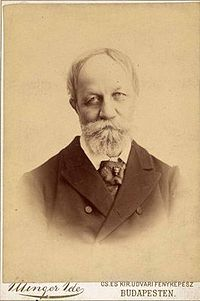 Ellinger Ede
CS. ÉS KIR. UDVARI FÉNYKÉPÉSZ
BUDAPESTEN.